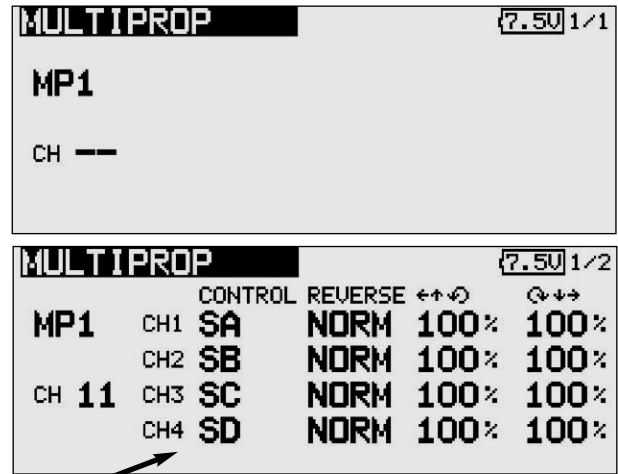 MULTIPROP 7.5V 1/1
MP1
CH --
MULTIPROP 7.5V 1/2
CONTROL REVERSE ←↑↶ ↷↓→
MP1 CH1 SA NORM 100% 100%
CH2 SB NORM 100% 100%
CH 11 CH3 SC NORM 100% 100%
CH4 SD NORM 100% 100%